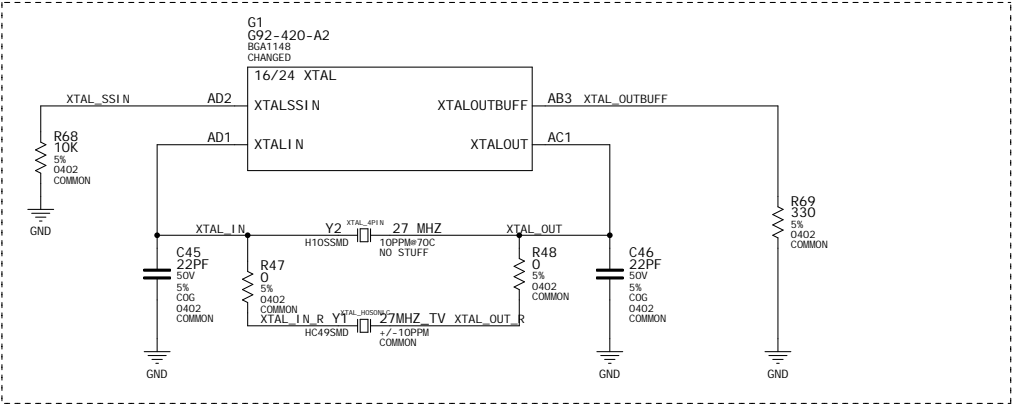 G1
G92-420-A2
BGA1148
CHANGED
16/24 XTAL
XTAL_SSIN AD2 XTALSSIN XTALOUTBUFF AB3 XTAL_OUTBUFF
AD1 XTALIN XTALOUT AC1
R68
10K
5%
0402
COMMON
GND
R69
330
5%
0402
COMMON
GND
XTAL_IN Y2 XTAL_4PIN 27 MHZ XTAL_OUT
H10SSMD 10PPM@70C
NO STUFF
C45
22PF
50V
5%
COG
0402
COMMON
GND
R47
0
5%
0402
COMMON
R48
0
5%
0402
COMMON
C46
22PF
50V
5%
COG
0402
COMMON
GND
XTAL_IN_R Y1 27MHZ_TV XTAL_OUT_R
HC49SMD +/-10PPM
COMMON